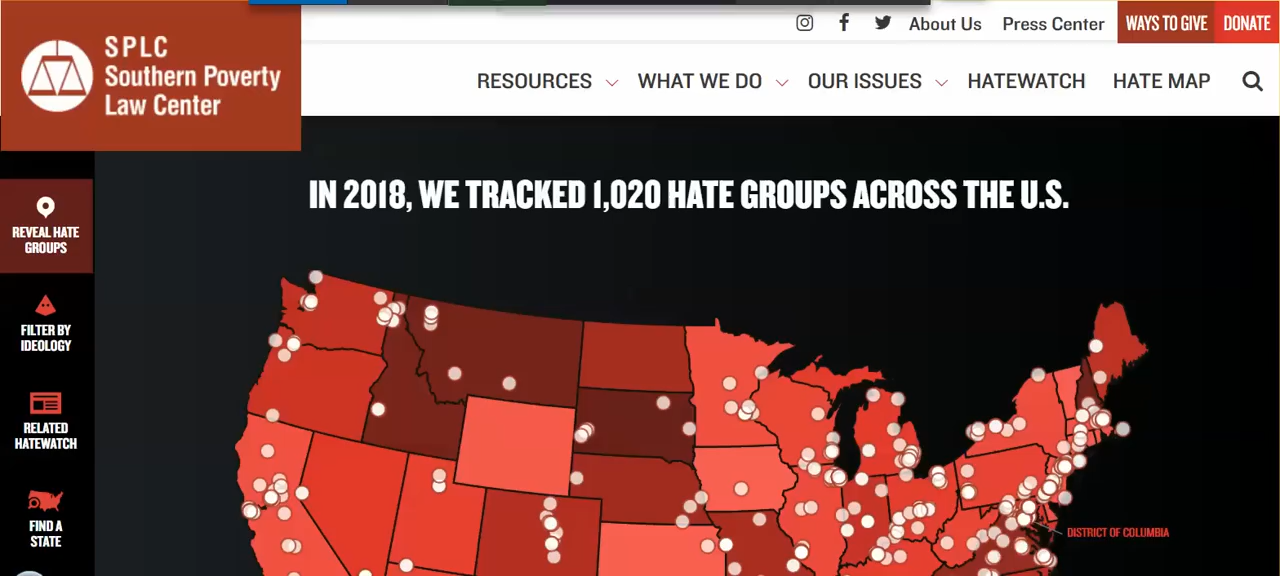 SPLC
Southern Poverty
Law Center
About Us
Press Center
WAYS TO GIVE
DONATE
RESOURCES
WHAT WE DO
OUR ISSUES
HATEWATCH
HATE MAP
IN 2018, WE TRACKED 1,020 HATE GROUPS ACROSS THE U.S.
REVEAL HATE
GROUPS
FILTER BY
IDEOLOGY
RELATED
HATEWATCH
FIND A
STATE
DISTRICT OF COLUMBIA